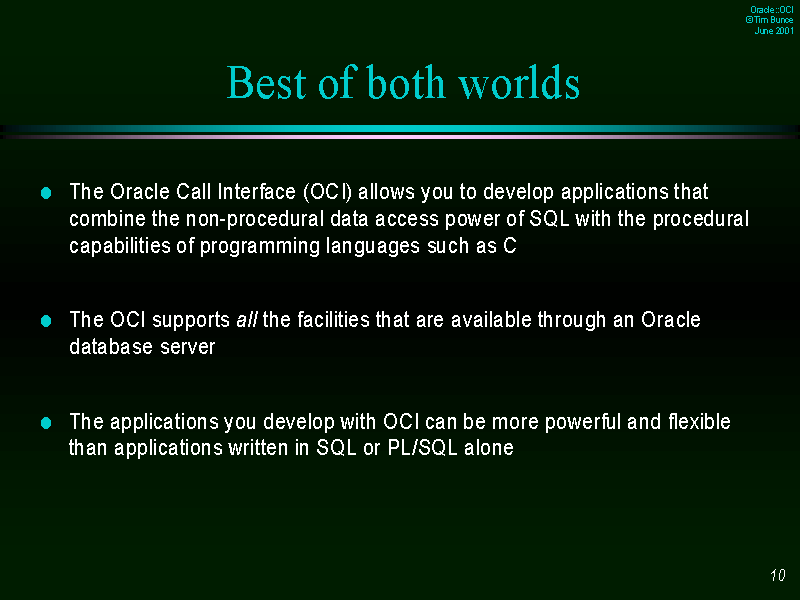 Oracle::OCI
©Tim Bunce
June 2001
Best of both worlds
The Oracle Call Interface (OCI) allows you to develop applications that
combine the non-procedural data access power of SQL with the procedural
capabilities of programming languages such as C
The OCI supports all the facilities that are available through an Oracle
database server
The applications you develop with OCI can be more powerful and flexible
than applications written in SQL or PL/SQL alone
10